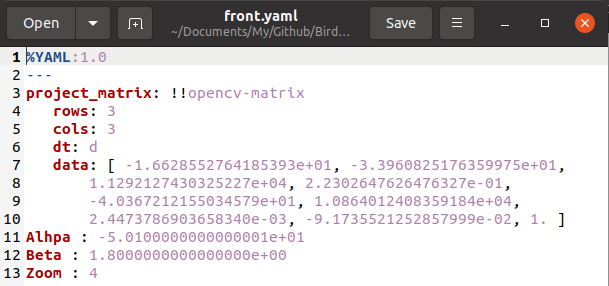 Open
front.yaml
~/Documents/My/Github/Bird...
Save
1 %YAML:1.0
2 ---
3 project_matrix: !!opencv-matrix
4 rows: 3
5 cols: 3
6 dt: d
7 data: [ -1.6628552764185393e+01, -3.3960825176359975e+01,
8 1.1292127430325227e+04, 2.2302647626476327e-01,
9 -4.0367212155034579e+01, 1.0864012408359184e+04,
10 2.4473786903658340e-03, -9.1735521252857999e-02, 1. ]
11 Alhpa : -5.0100000000000001e+01
12 Beta : 1.8000000000000000e+00
13 Zoom : 4